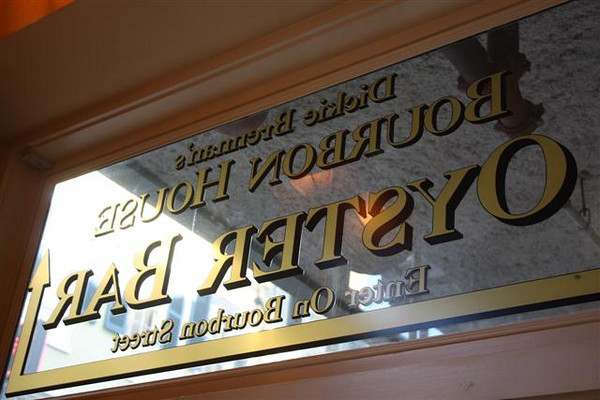 Dickie Brennan's
BOURBON HOUSE
OYSTER BAR
Enter On Bourbon Street